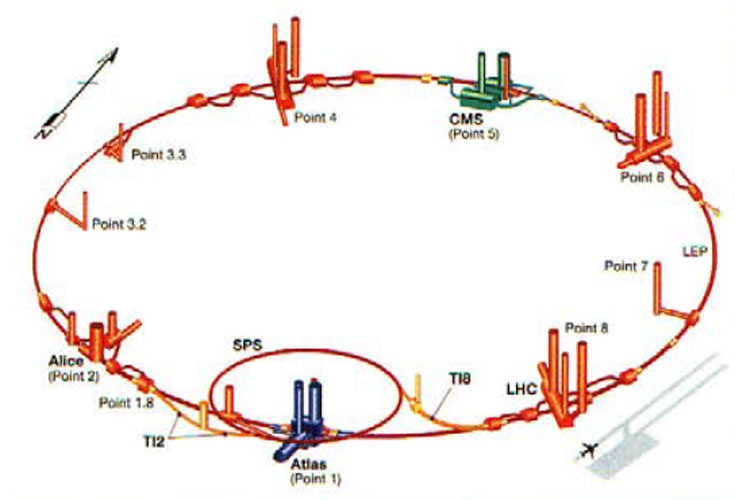 Point 4
CMS
(Point 5)
Point 3.3
Point 6
Point 3.2
LEP
Point 7
Point 8
SPS
Alice
(Point 2)
TI8
LHC
Point 1.8
TI2
Atlas
(Point 1)